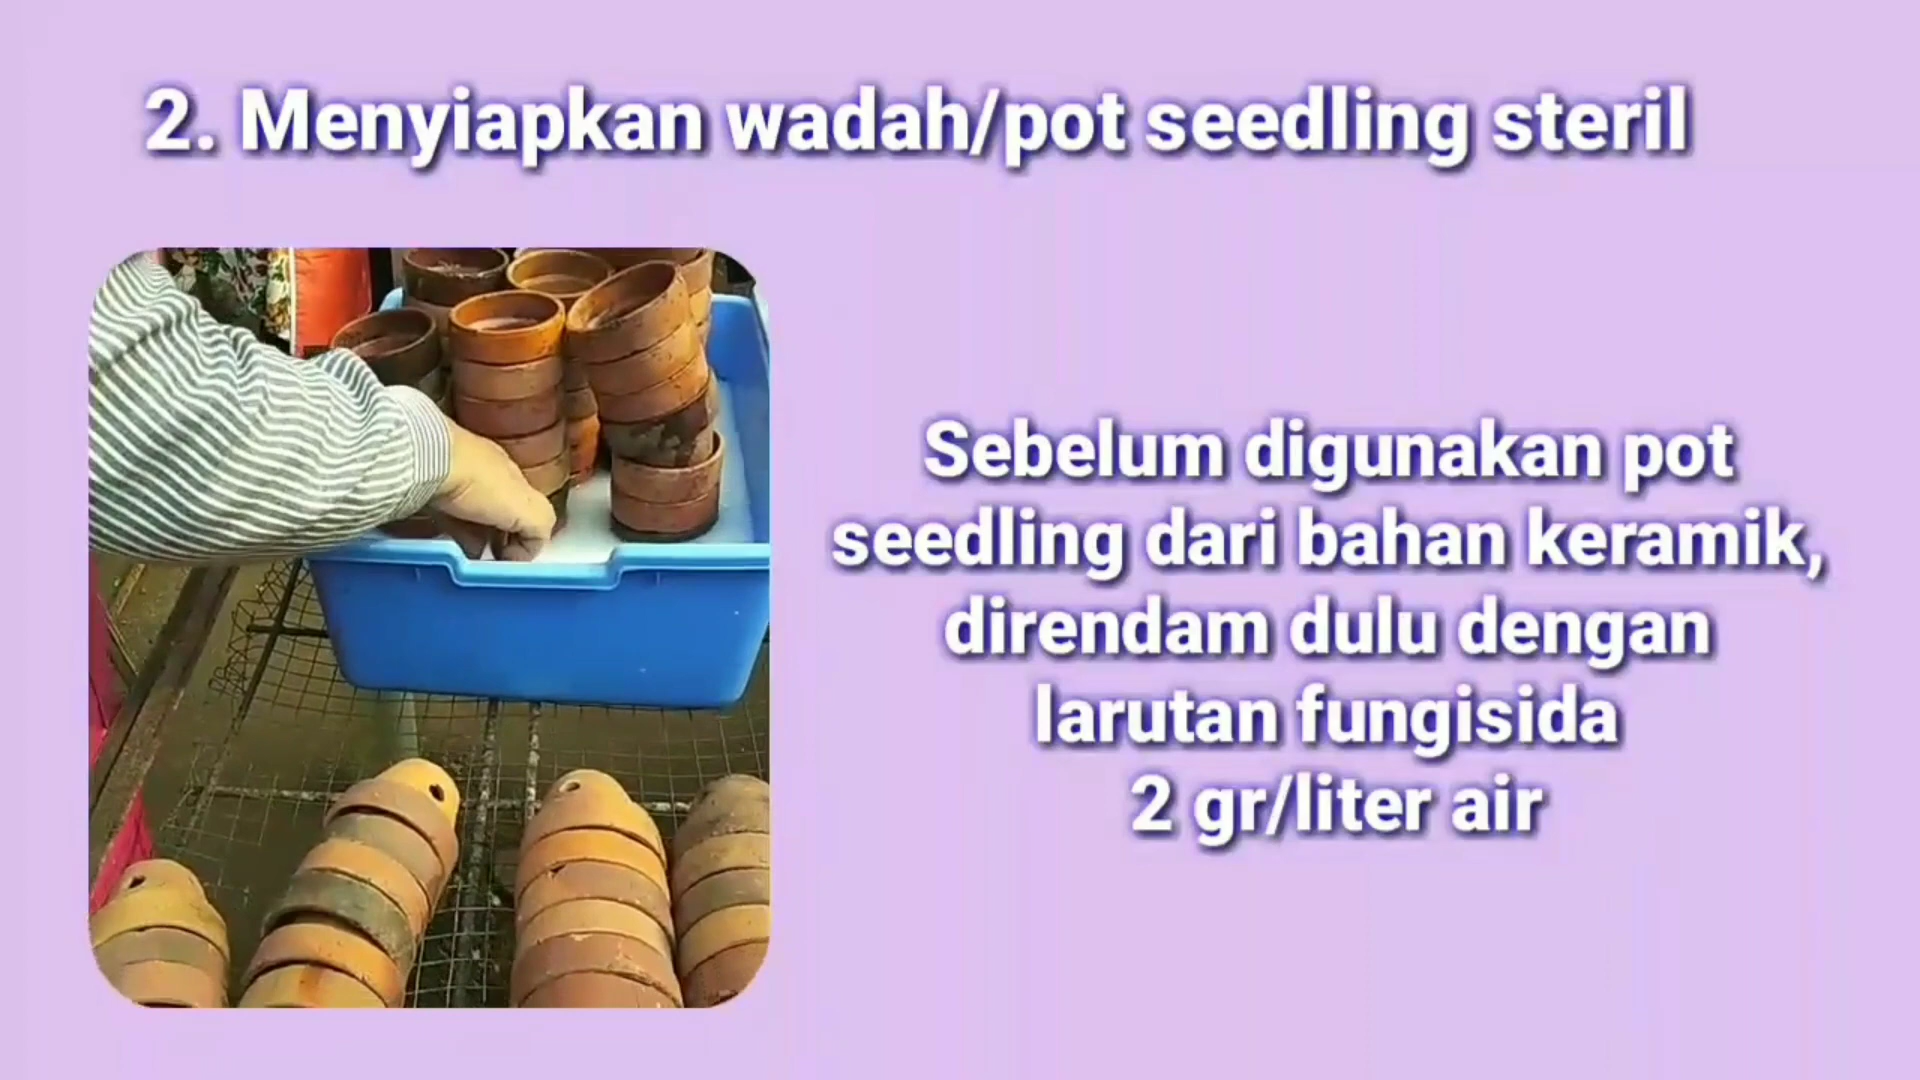 2. Menyiapkan wadah/pot seedling steril
Sebelum digunakan pot
seedling dari bahan keramik,
direndam dulu dengan
larutan fungisida
2 gr/liter air